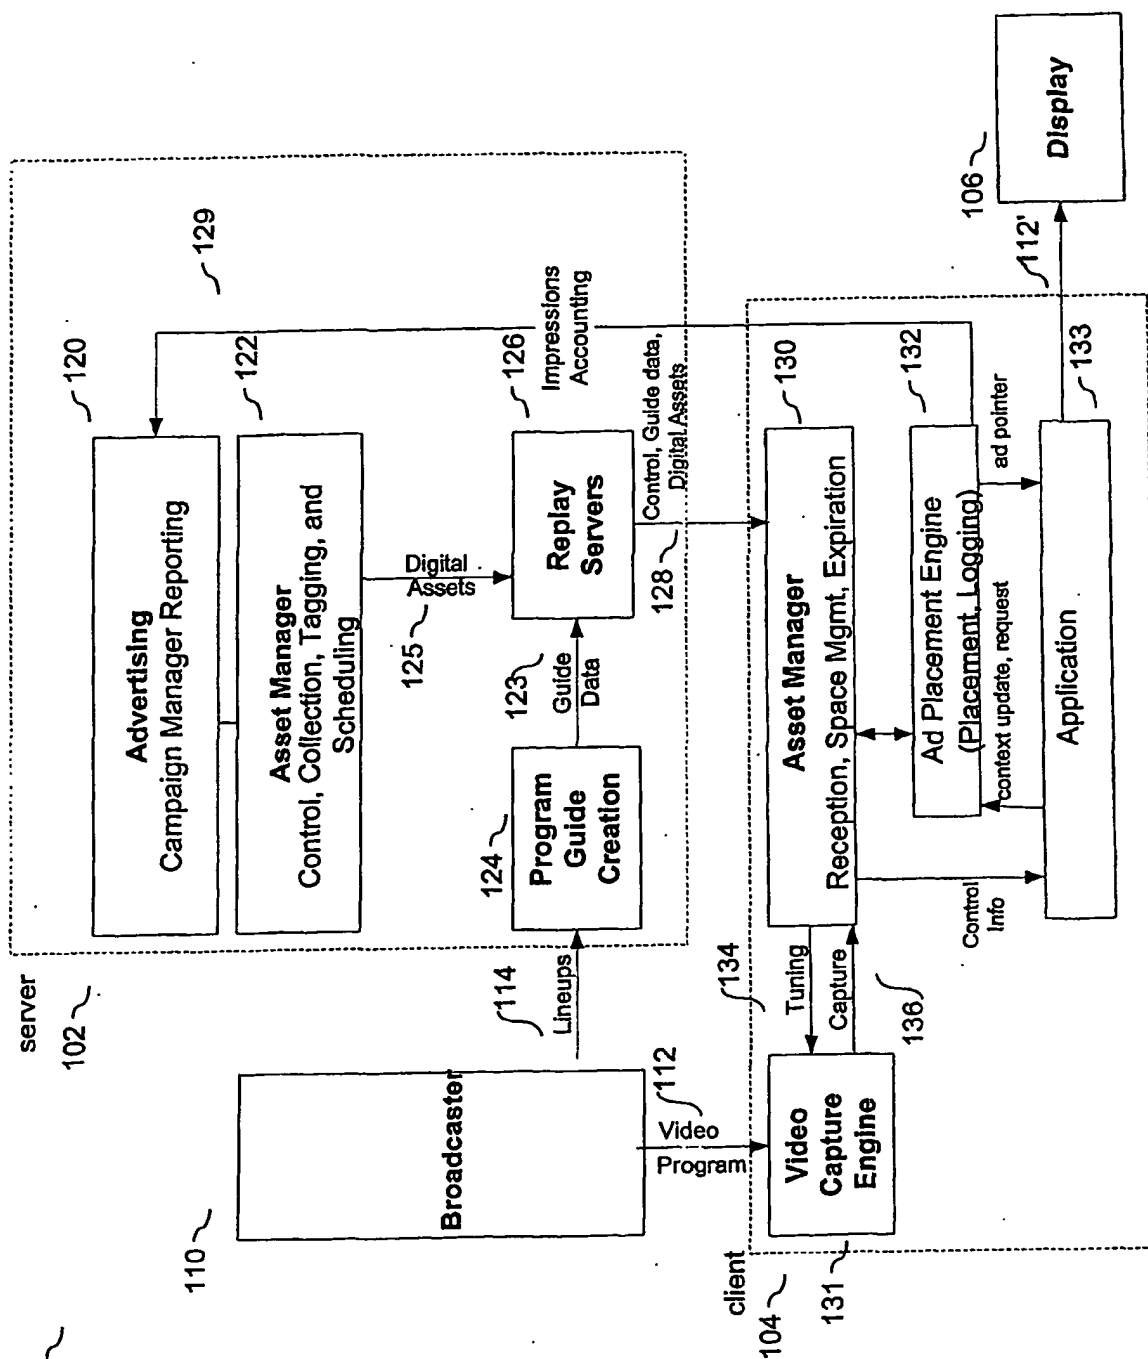 server
102
120
Advertising
Campaign Manager Reporting
122
Asset Manager
Control, Collection, Tagging, and
Scheduling
129
110
Broadcaster
114
Lineups
124
Program
Guide
Creation
123
Guide
Data
125
Digital
Assets
126
Replay
Servers
Impressions
Accounting
112
Video
Program
128
Control, Guide data,
Digital Assets
client
104
131
Video
Capture
Engine
134
Tuning
Capture
136
130
Asset Manager
Reception, Space Mgmt, Expiration
132
Ad Placement Engine
(Placement, Logging)
Control
Info
context update, request
ad pointer
133
Application
112'
106
Display